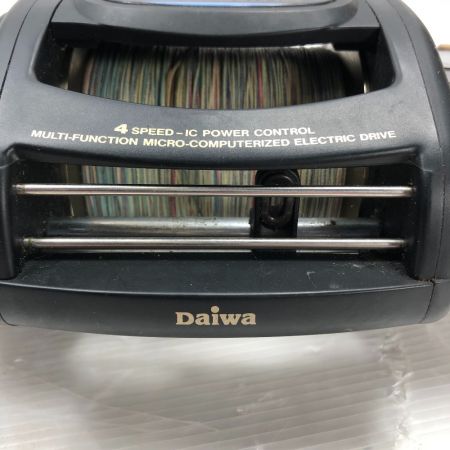 4 SPEED-IC POWER CONTROL
MULTI-FUNCTION MICRO-COMPUTERIZED ELECTRIC DRIVE
Daiwa